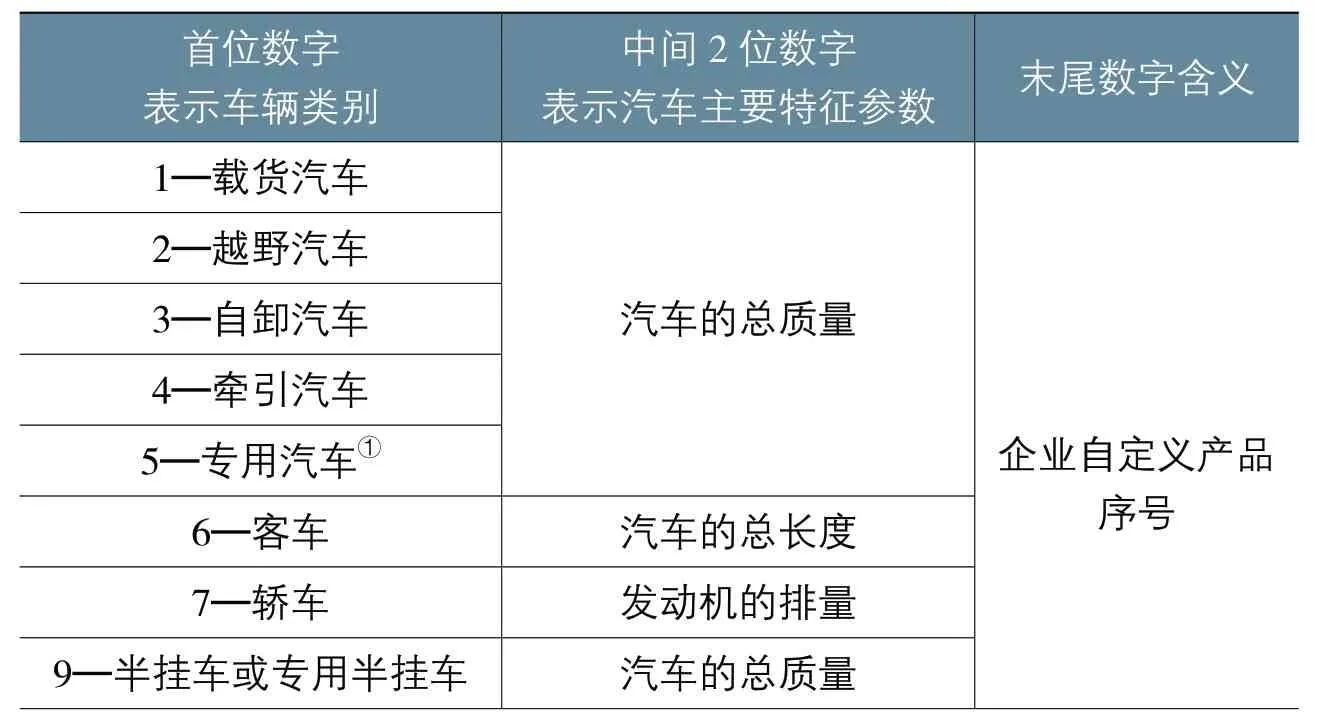 首位数字
表示车辆类别
中间2位数字
表示汽车主要特征参数
末尾数字含义
1—载货汽车
2—越野汽车
3—自卸汽车
4—牵引汽车
5—专用汽车①
汽车的总质量
6—客车
汽车的总长度
7—轿车
发动机的排量
9—半挂车或专用半挂车
汽车的总质量
企业自定义产品
序号